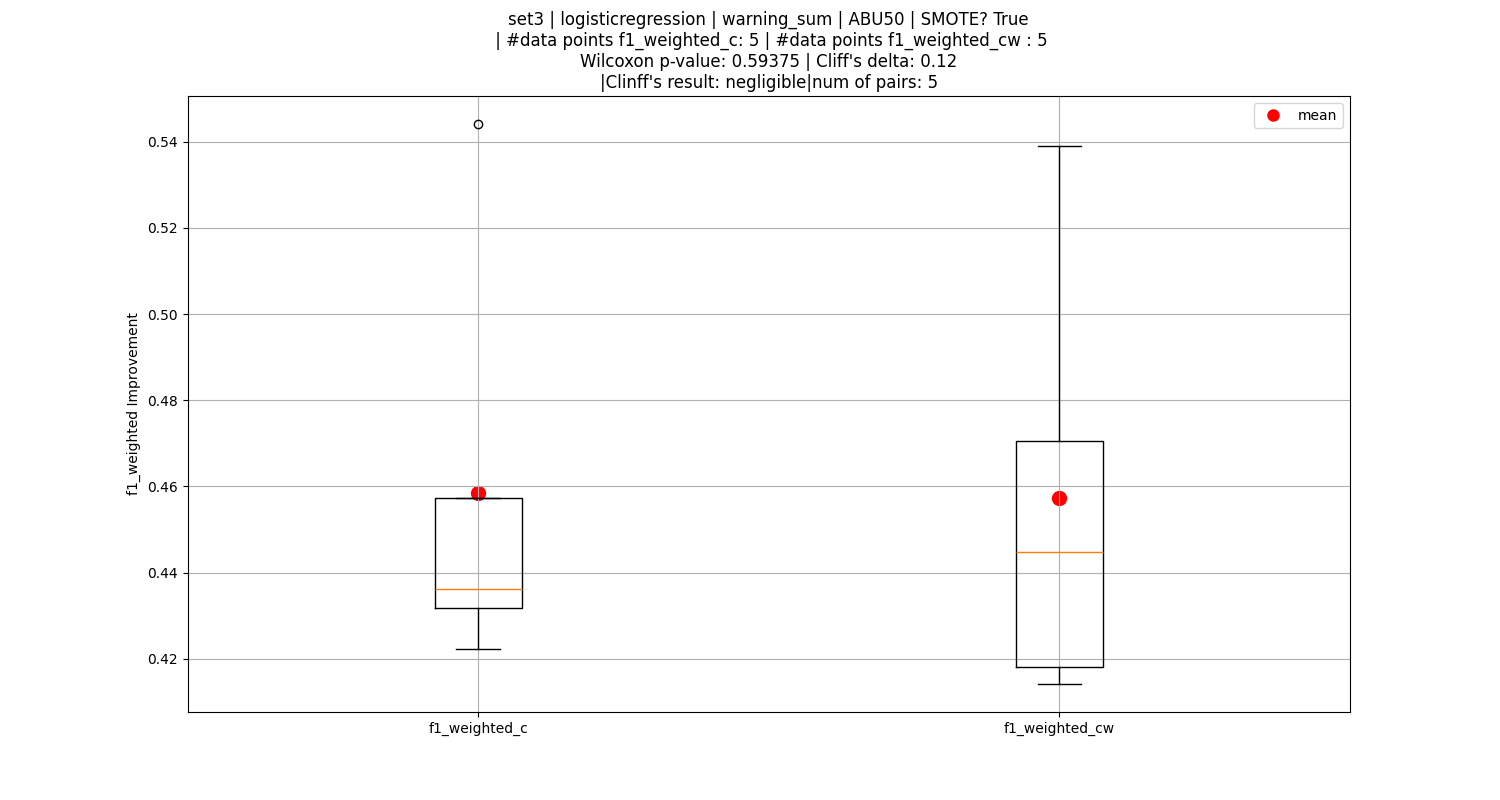 set3 | logisticregression | warning_sum | ABU50 | SMOTE? True
| #data points f1_weighted_c: 5 | #data points f1_weighted_cw : 5
Wilcoxon p-value: 0.59375 | Cliff's delta: 0.12
|Clinff's result: negligible|num of pairs: 5
mean
0.54
0.52
0.50
0.48
0.46
0.44
0.42
f1_weighted Improvement
f1_weighted_c
f1_weighted_cw